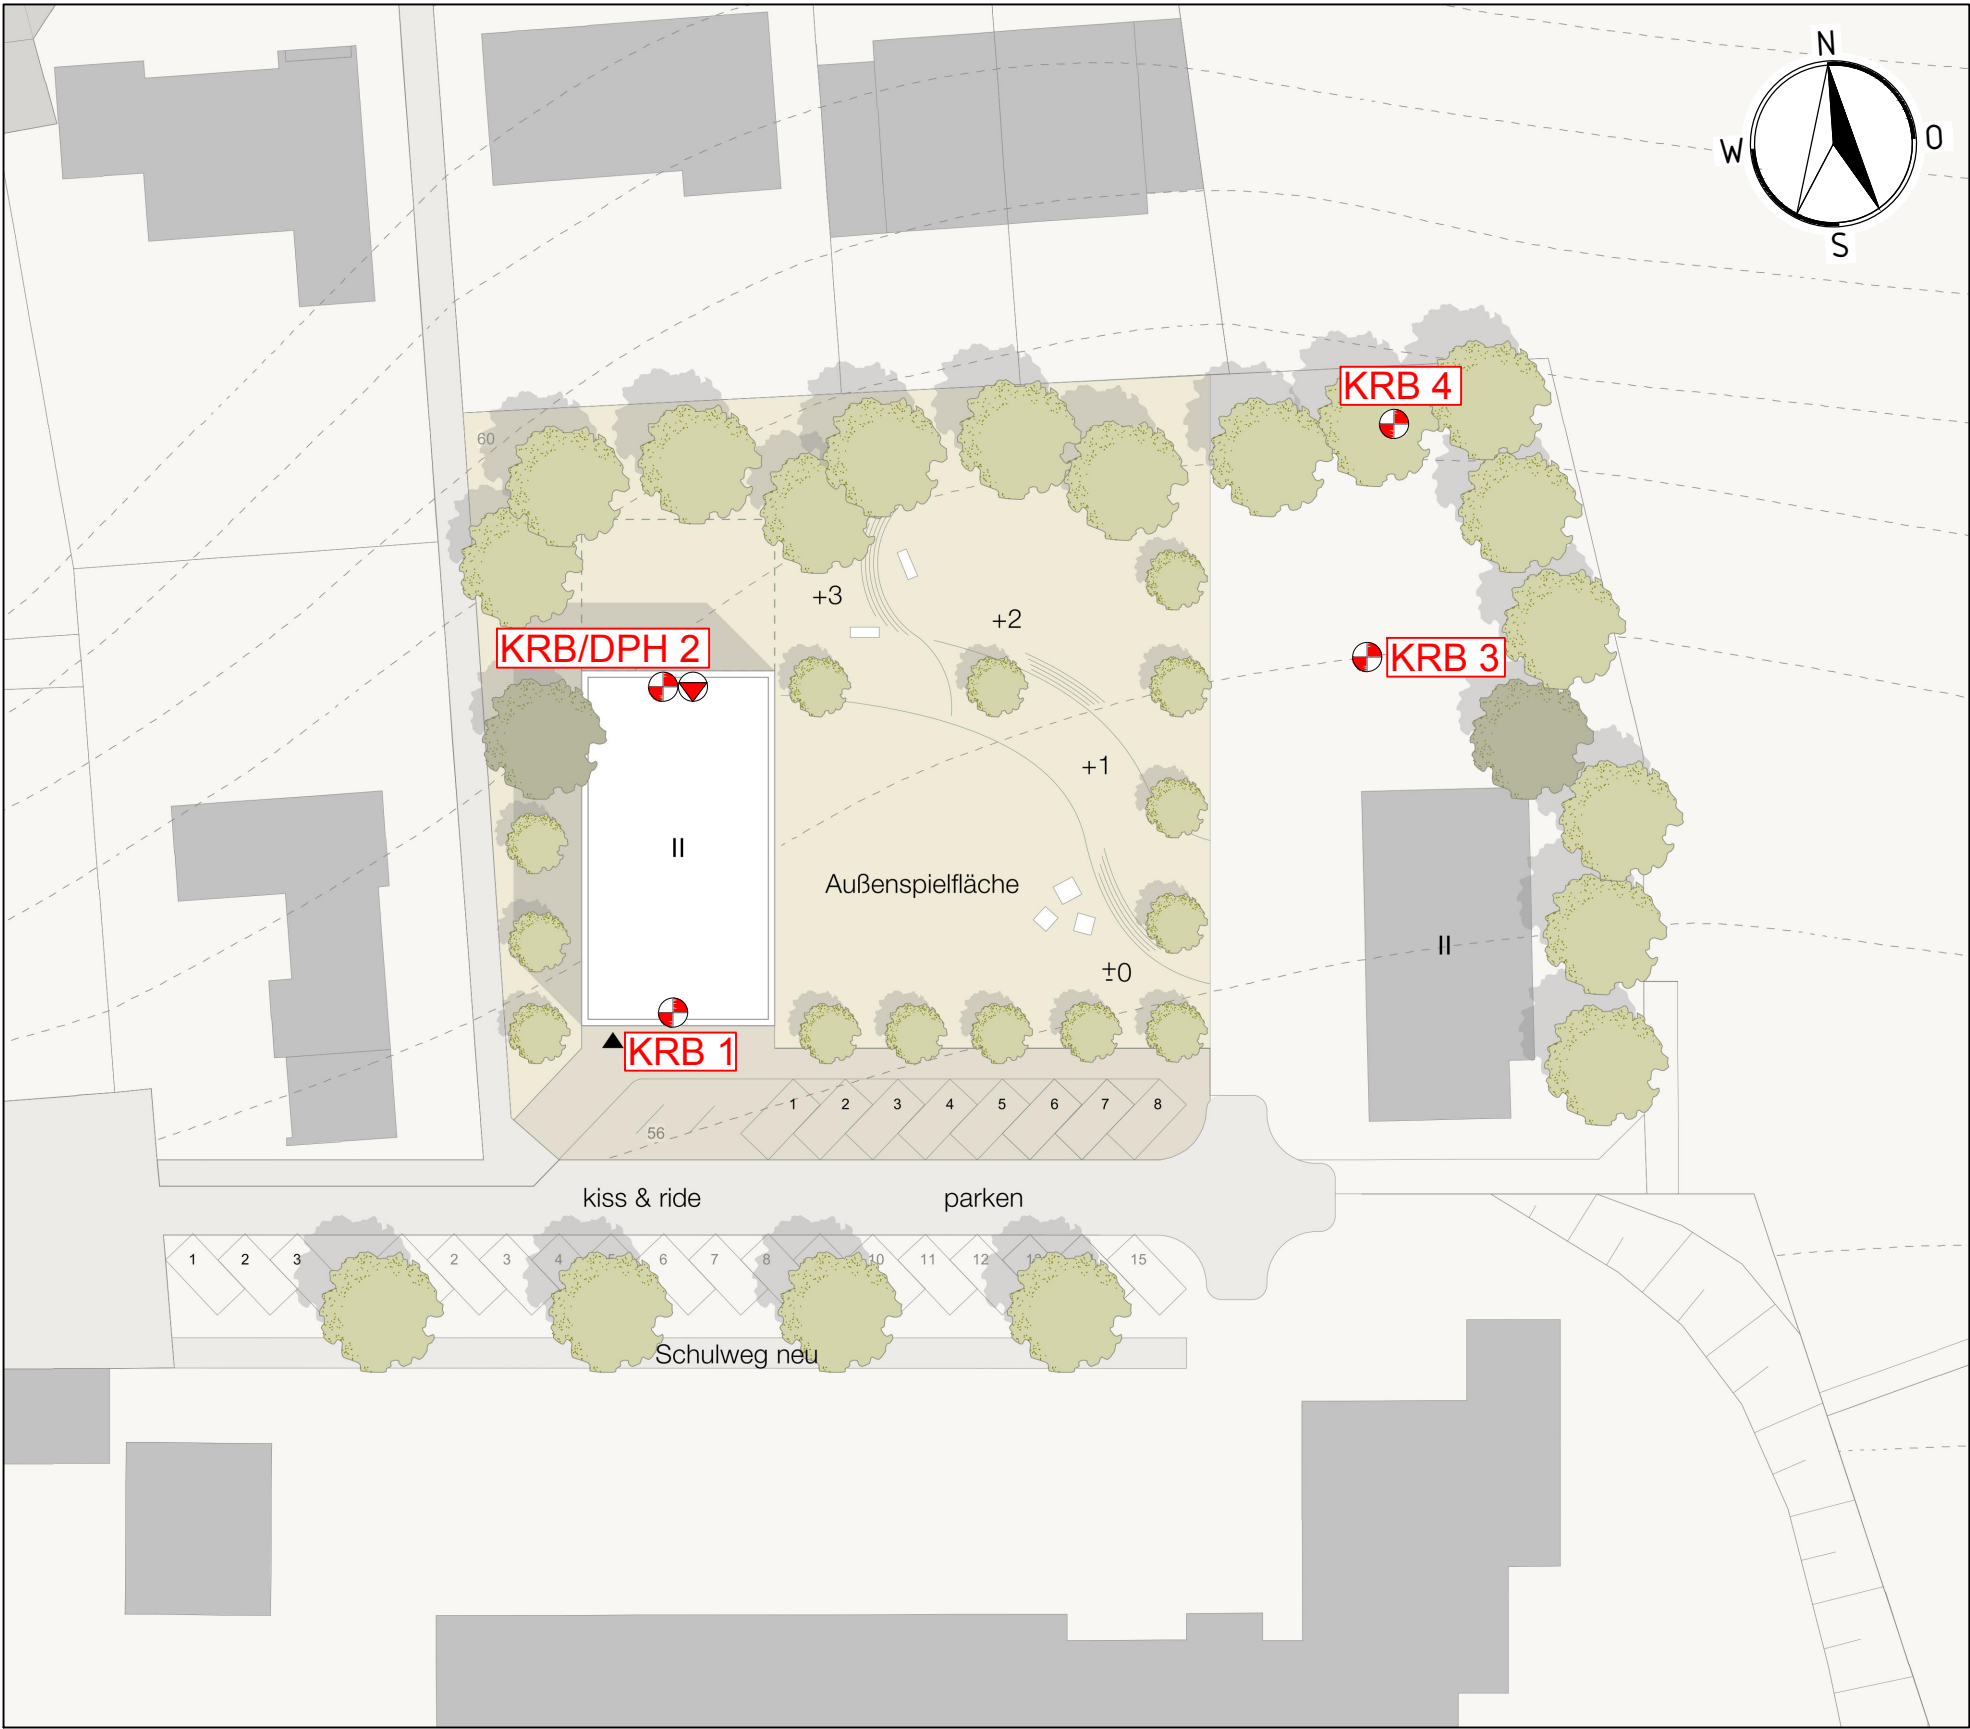 N
W
O
S
KRB 4
60
+3
+2
KRB/DPH 2
KRB 3
+1
II
Außenspielfläche
II
±0
KRB 1
1 2 3 4 5 6 7 8
56
kiss & ride
parken
1 2 3 2 3 4 5 6 7 8 10 11 12 13 15
Schulweg neu